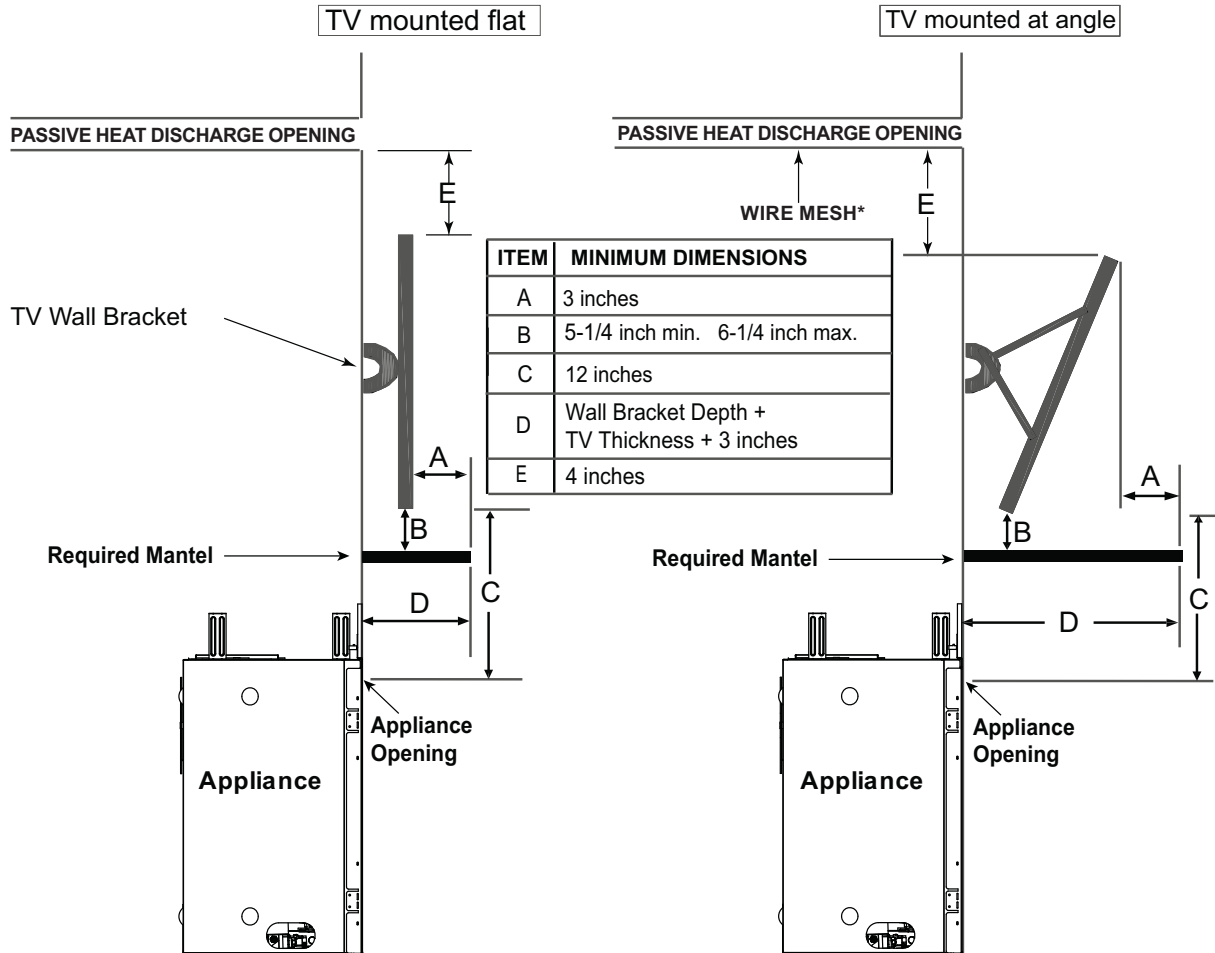 TV mounted flat
TV mounted at angle
PASSIVE HEAT DISCHARGE OPENING
PASSIVE HEAT DISCHARGE OPENING
E
E
WIRE MESH*
ITEM MINIMUM DIMENSIONS
A 3 inches
B 5-1/4 inch min. 6-1/4 inch max.
C 12 inches
D Wall Bracket Depth +
TV Thickness + 3 inches
E 4 inches
TV Wall Bracket
A
A
B
B
Required Mantel
Required Mantel
C
C
D
D
Appliance
Opening
Appliance
Opening
Appliance
Appliance